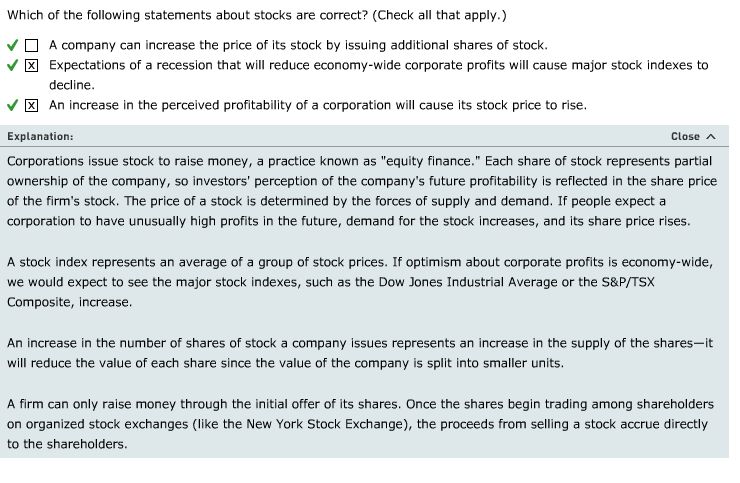 Which of the following statements about stocks are correct? (Check all that apply.)
A company can increase the price of its stock by issuing additional shares of stock.
X Expectations of a recession that will reduce economy-wide corporate profits will cause major stock indexes to
decline.
X An increase in the perceived profitability of a corporation will cause its stock price to rise.
Explanation: Close
Corporations issue stock to raise money, a practice known as "equity finance." Each share of stock represents partial
ownership of the company, so investors' perception of the company's future profitability is reflected in the share price
of the firm's stock. The price of a stock is determined by the forces of supply and demand. If people expect a
corporation to have unusually high profits in the future, demand for the stock increases, and its share price rises.
A stock index represents an average of a group of stock prices. If optimism about corporate profits is economy-wide,
we would expect to see the major stock indexes, such as the Dow Jones Industrial Average or the S&P/TSX
Composite, increase.
An increase in the number of shares of stock a company issues represents an increase in the supply of the shares—it
will reduce the value of each share since the value of the company is split into smaller units.
A firm can only raise money through the initial offer of its shares. Once the shares begin trading among shareholders
on organized stock exchanges (like the New York Stock Exchange), the proceeds from selling a stock accrue directly
to the shareholders.